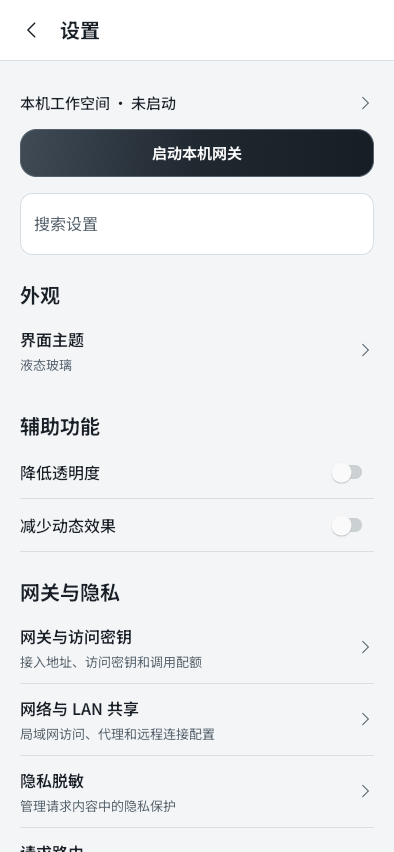 设置
本机工作空间 · 未启动
启动本机网关
搜索设置
外观
界面主题
液态玻璃
辅助功能
降低透明度
减少动态效果
网关与隐私
网关与访问密钥
接入地址、访问密钥和调用配额
网络与 LAN 共享
局域网访问、代理和远程连接配置
隐私脱敏
管理请求内容中的隐私保护
请求路由